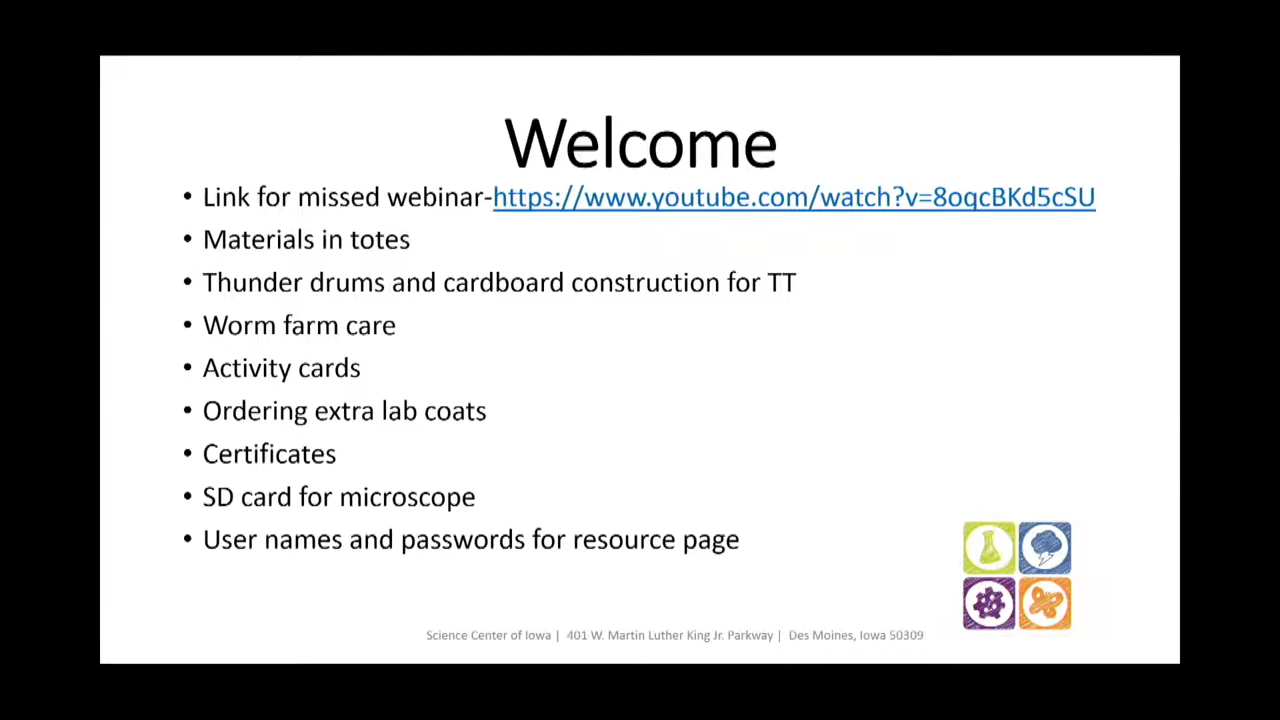 Welcome
• Link for missed webinar-https://www.youtube.com/watch?v=8oqcBKd5cSU
• Materials in totes
• Thunder drums and cardboard construction for TT
• Worm farm care
• Activity cards
• Ordering extra lab coats
• Certificates
• SD card for microscope
• User names and passwords for resource page
Science Center of Iowa | 401 W. Martin Luther King Jr. Parkway | Des Moines, Iowa 50309